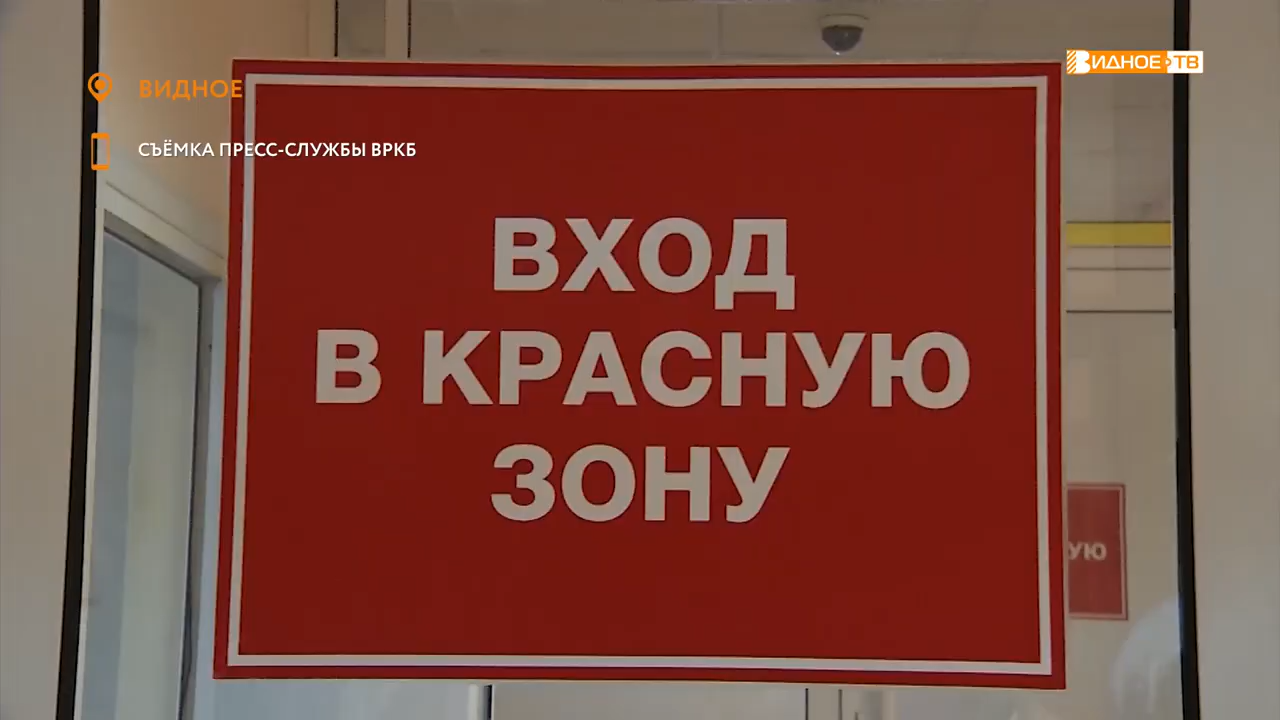 ВИДНОЕ
ВИДНОЕ ТВ
СЪЁМКА ПРЕСС-СЛУЖБЫ ВРКБ
ВХОД
В КРАСНУЮ
ЗОНУ
УЮ